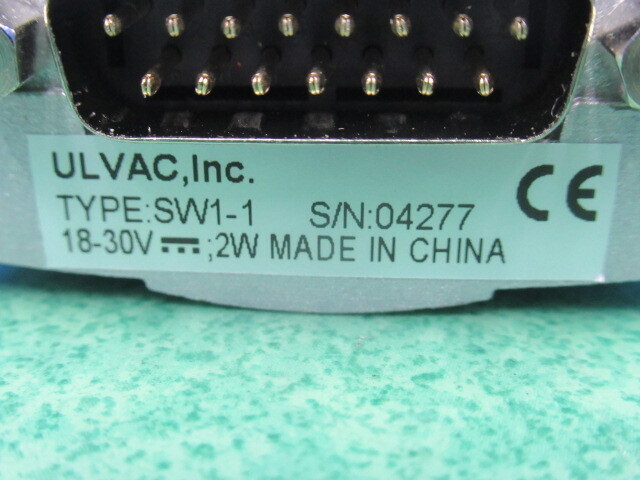 ULVAC,Inc.
TYPE:SW1-1 S/N:04277 CE
18-30V ⎓;2W MADE IN CHINA